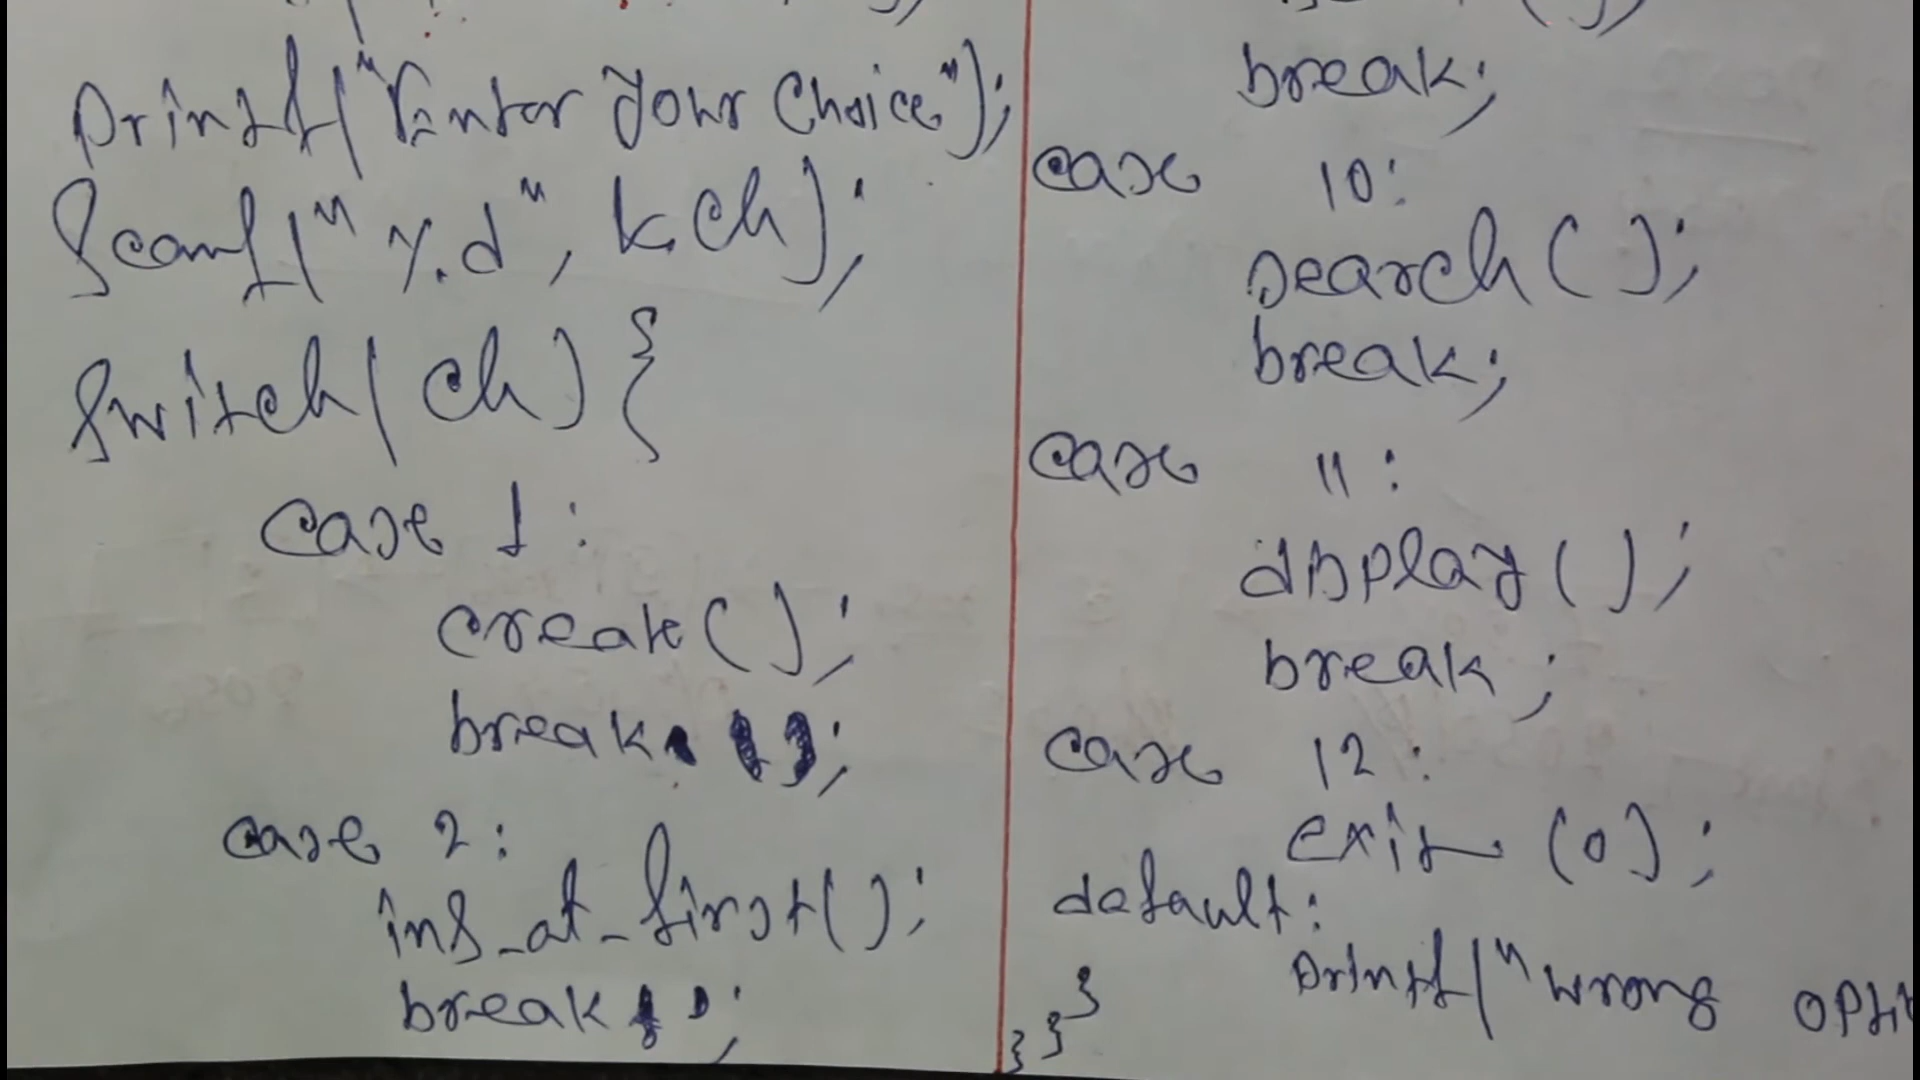 printf("Enter your choice");
Scanf("%d", &ch);
Switch(ch) {
case 1:
create();
break;
case 2:
ins_at_first();
break;
break;
case 10:
search();
break;
case 11:
display();
break;
case 12:
exit(0);
default:
printf("wrong
}
}
}